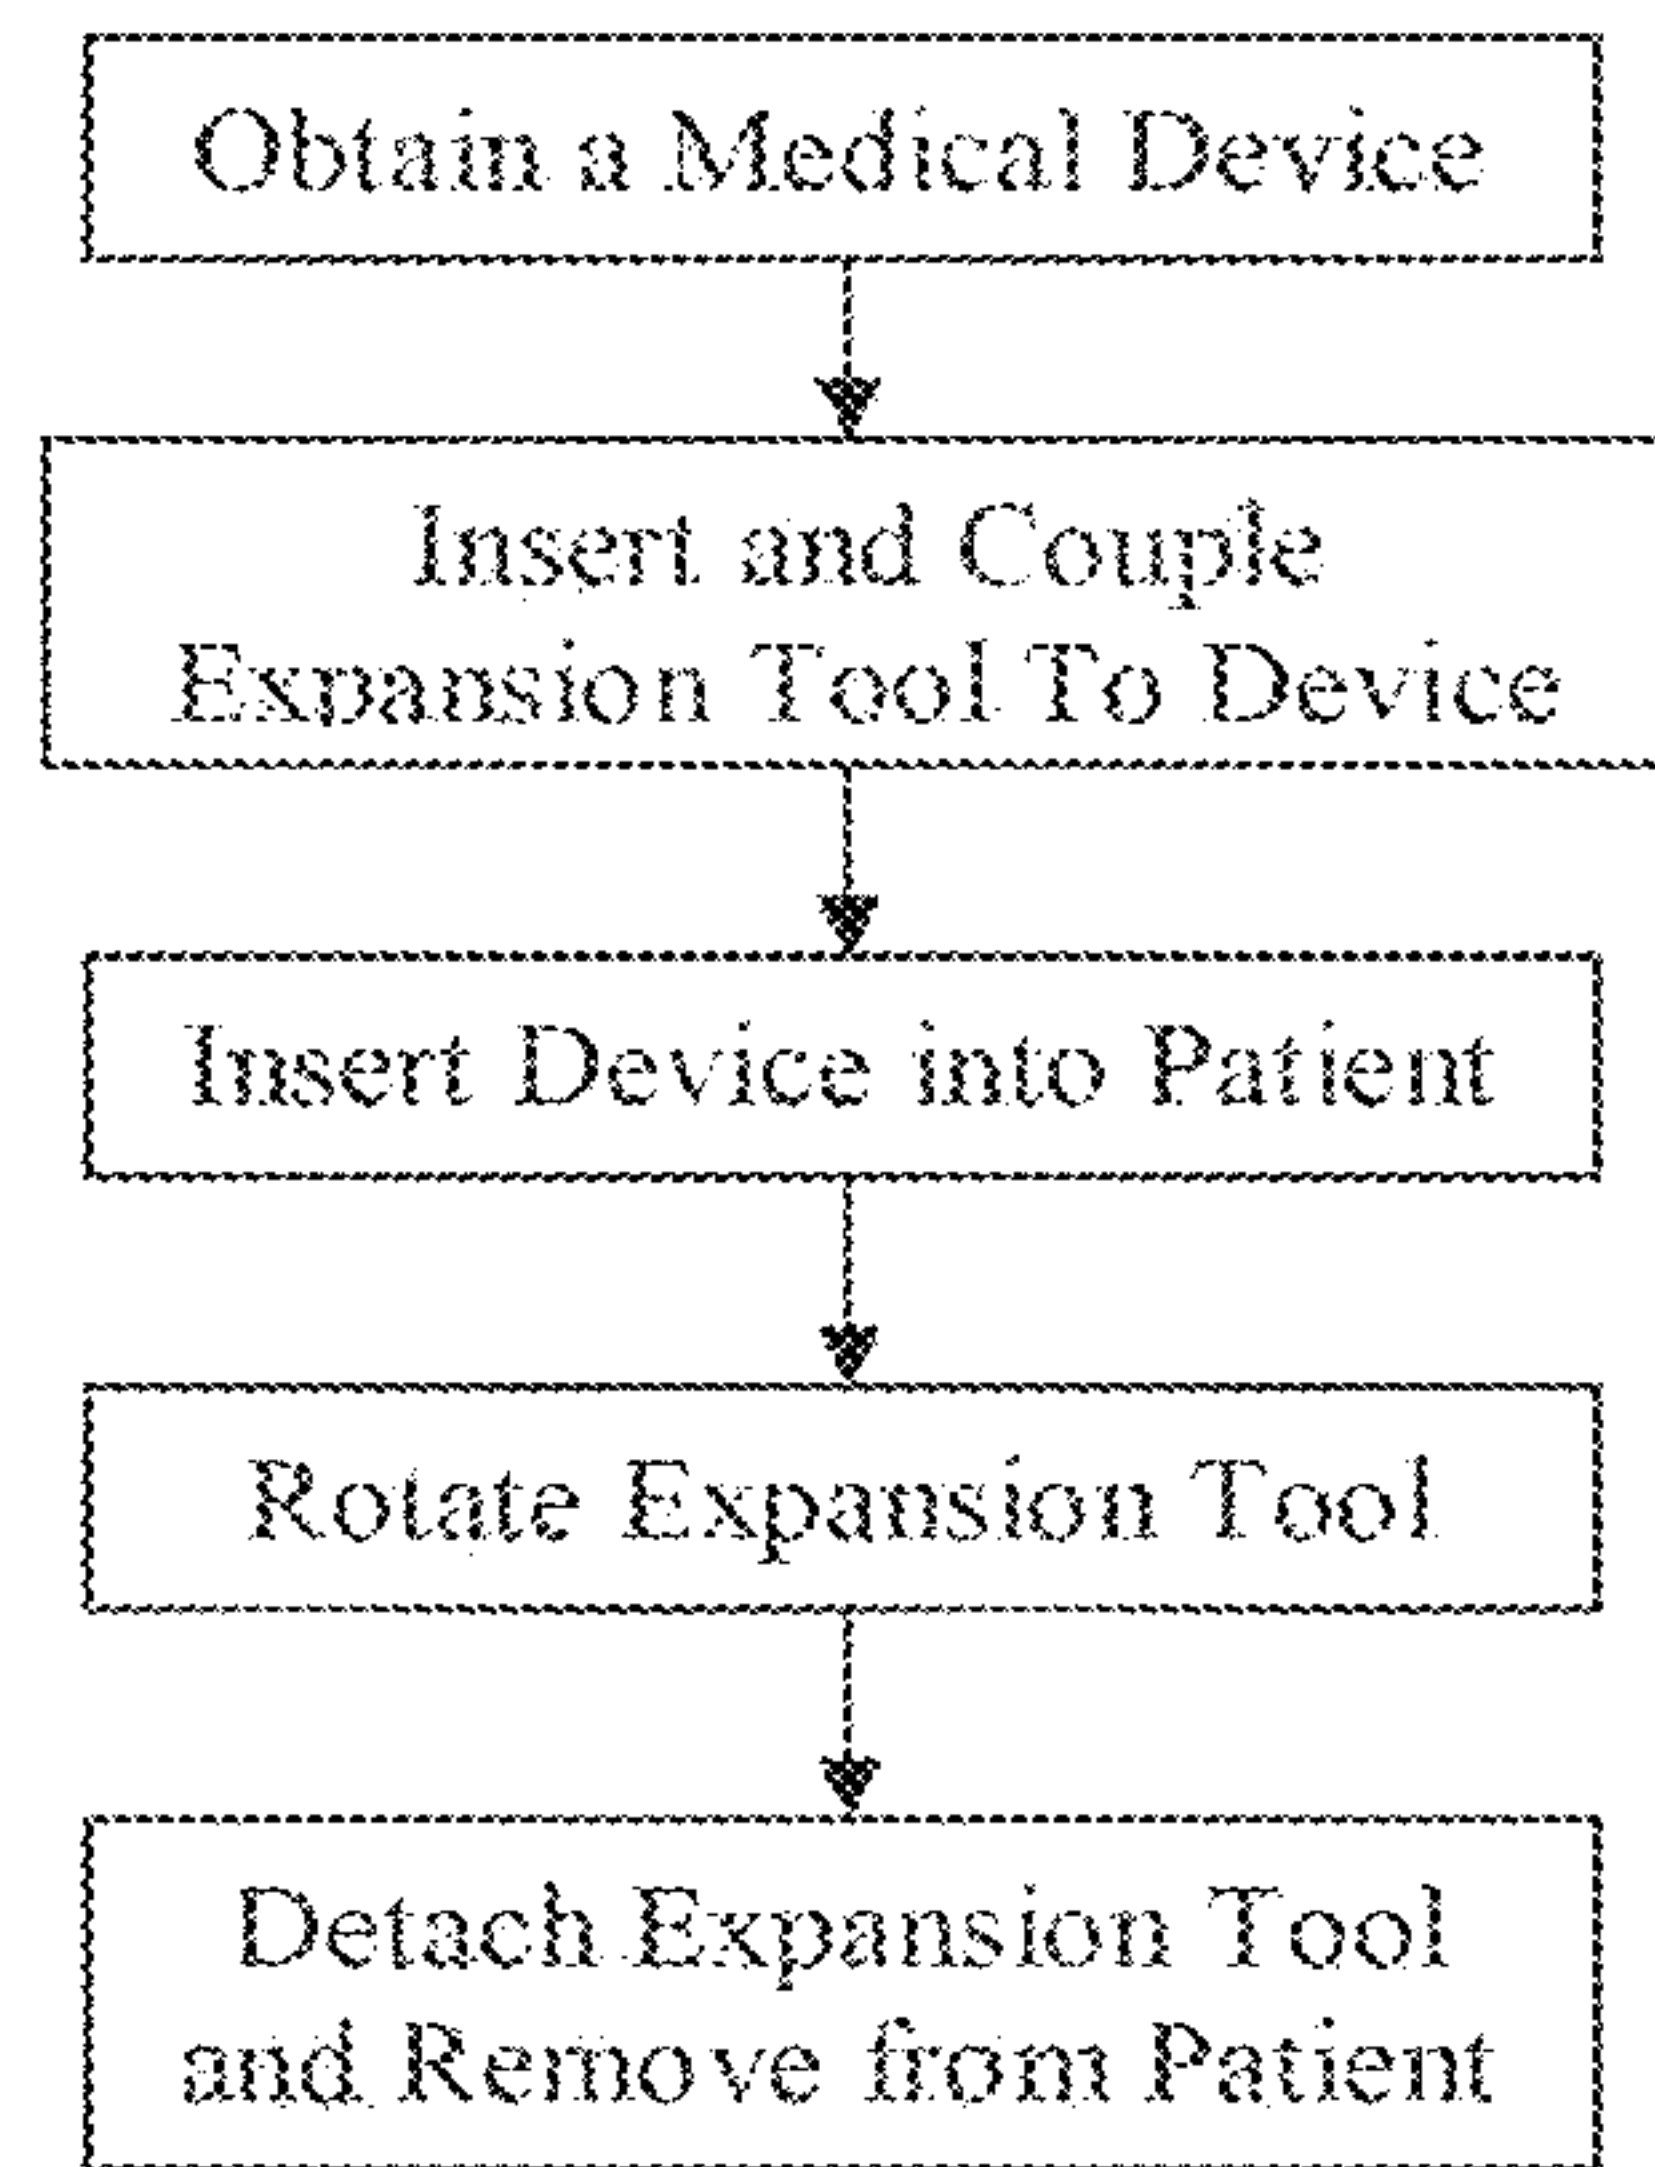 Obtain a Medical Device
Insert and Couple
Expansion Tool To Device
Insert Device into Patient
Rotate Expansion Tool
Detach Expansion Tool
and Remove from Patient